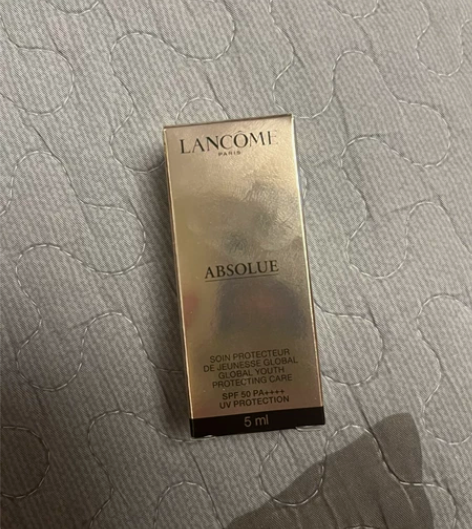 LANCÔME
PARIS
ABSOLUE
SOIN PROTECTEUR
DE JEUNESSE GLOBAL
GLOBAL YOUTH
PROTECTING CARE
SPF 50 PA++++
UV PROTECTION
5 ml